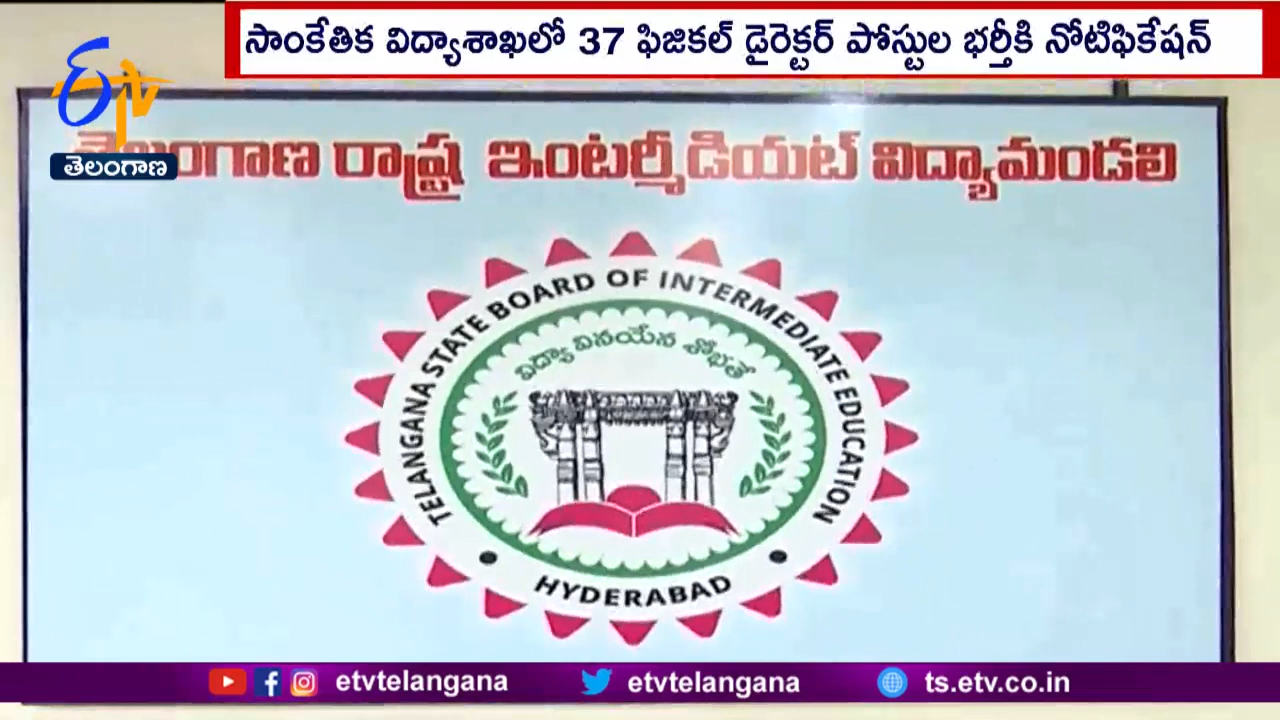 సాంకేతిక విద్యాశాఖలో 37 ఫిజికల్ డైరెక్టర్ పోస్టుల భర్తీకి నోటిఫికేషన్
ETV
తెలంగాణ
తెలంగాణ రాష్ట్ర ఇంటర్మీడియట్ విద్యామండలి
TELANGANA STATE BOARD OF INTERMEDIATE EDUCATION
విద్యా వినయేన శోభతే
HYDERABAD
etvtelangana
etvtelangana
ts.etv.co.in